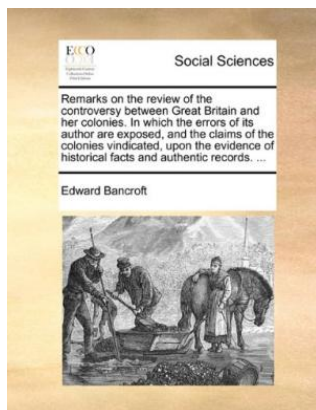 ECCO
Social Sciences
Remarks on the review of the
controversy between Great Britain and
her colonies. In which the errors of its
author are exposed, and the claims of the
colonies vindicated, upon the evidence of
historical facts and authentic records. ...
Edward Bancroft